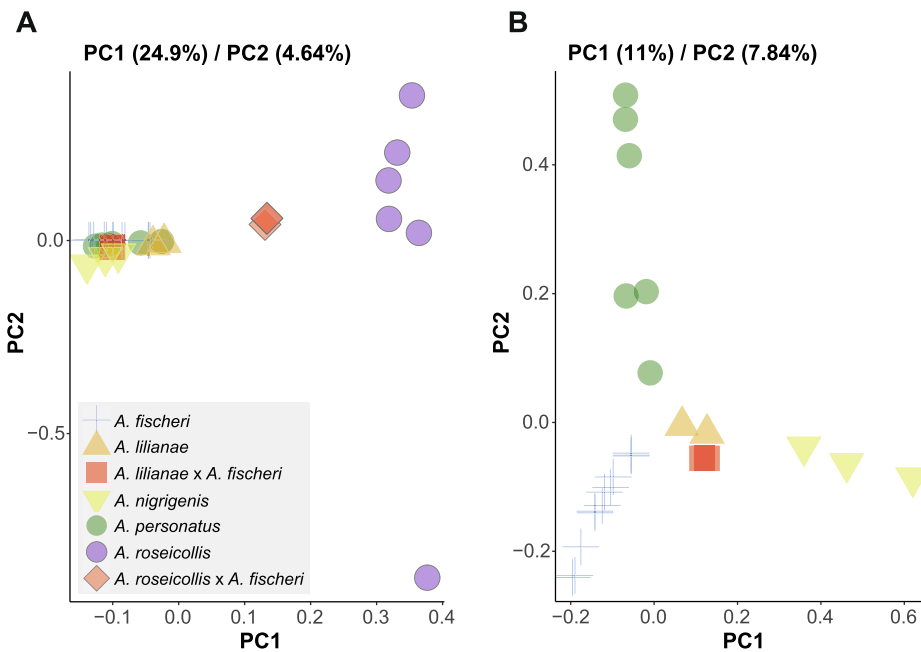 A
PC1 (24.9%) / PC2 (4.64%)
PC2
0.0
−0.5
A. fischeri
A. lilianae
A. lilianae x A. fischeri
A. nigrigenis
A. personatus
A. roseicollis
A. roseicollis x A. fischeri
−0.1
0.0
0.1
0.2
0.3
0.4
PC1
B
PC1 (11%) / PC2 (7.84%)
PC2
0.4
0.2
0.0
−0.2
−0.2
0.0
0.2
0.4
0.6
PC1